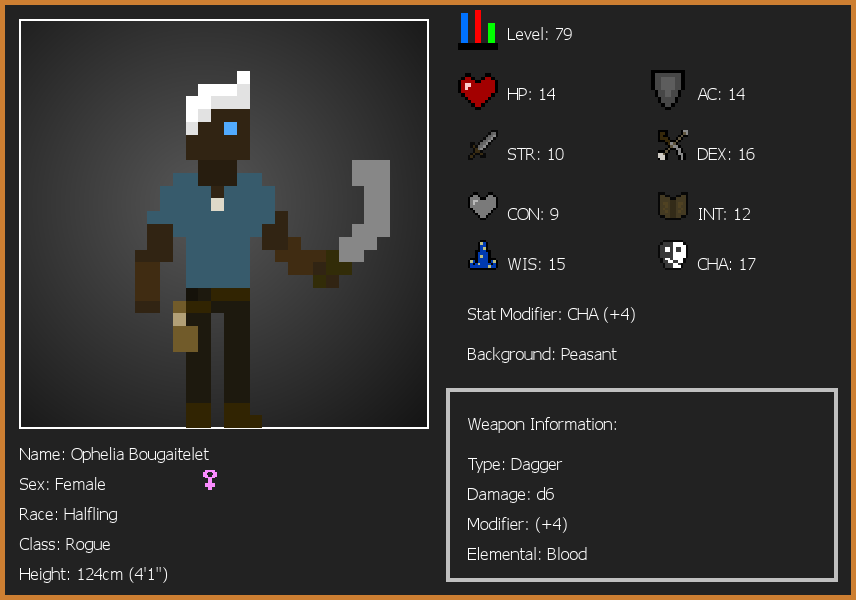 Level: 79
HP: 14
AC: 14
STR: 10
DEX: 16
CON: 9
INT: 12
WIS: 15
CHA: 17
Stat Modifier: CHA (+4)
Background: Peasant
Weapon Information:
Type: Dagger
Damage: d6
Modifier: (+4)
Elemental: Blood
Name: Ophelia Bougaitelet
Sex: Female
Race: Halfling
Class: Rogue
Height: 124cm (4'1")